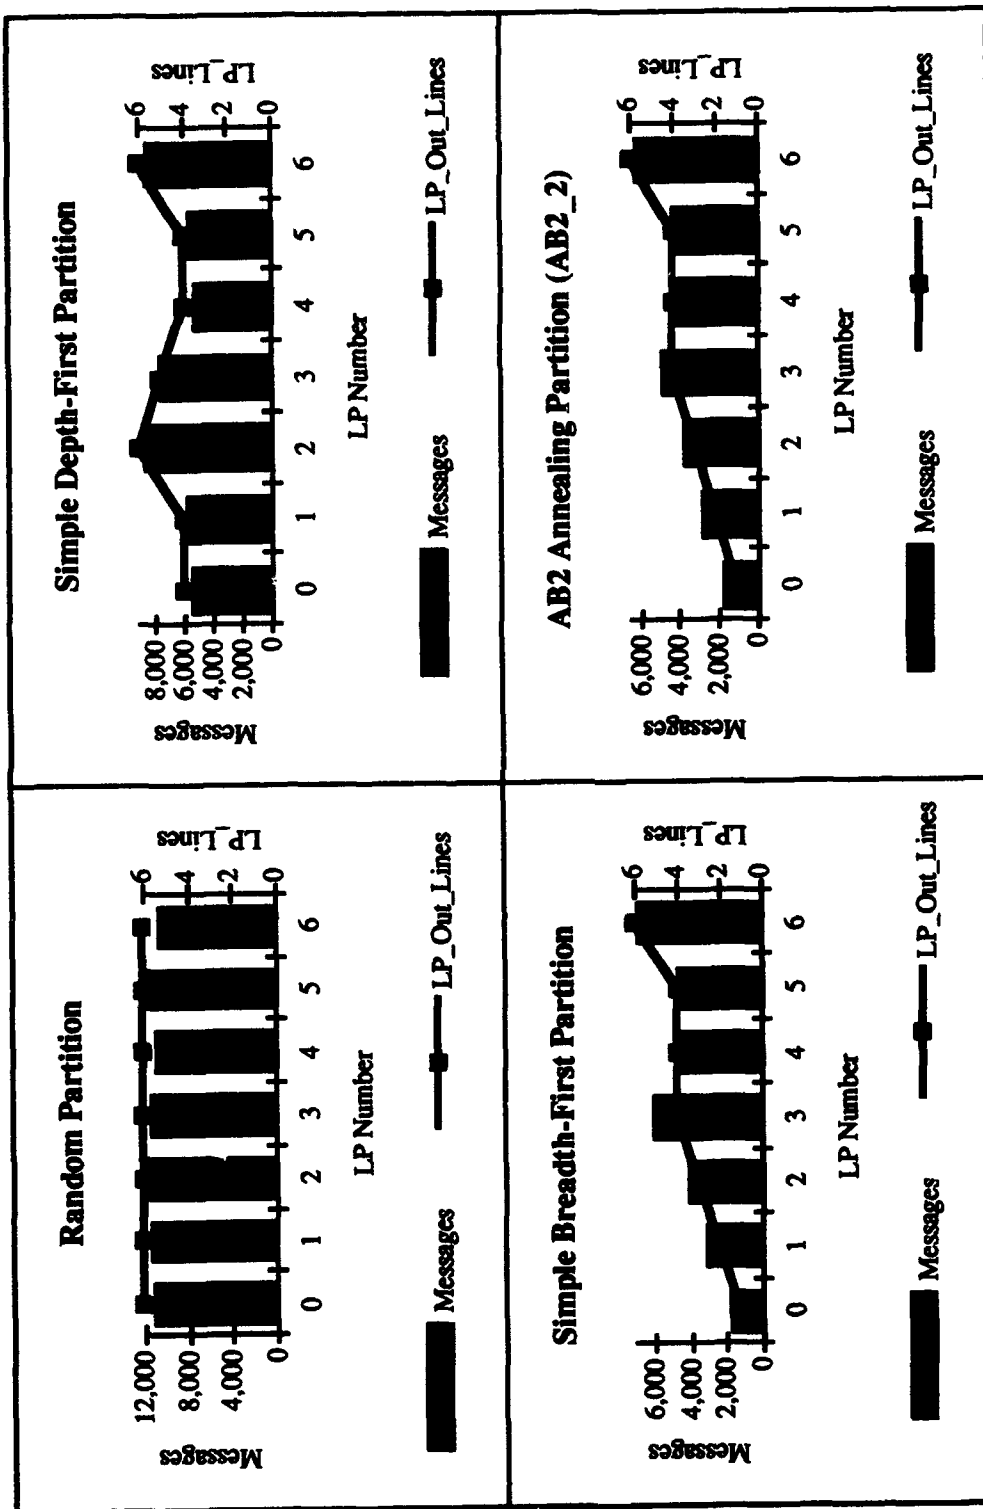 Random Partition
Messages
12,000
8,000
4,000
0
LP_Lines
6
4
2
0
0 1 2 3 4 5 6
LP Number
Messages
LP_Out_Lines
Simple Depth-First Partition
Messages
8,000
6,000
4,000
2,000
0
LP_Lines
6
4
2
0
0 1 2 3 4 5 6
LP Number
Messages
LP_Out_Lines
Simple Breadth-First Partition
Messages
6,000
4,000
2,000
0
LP_Lines
6
4
2
0
0 1 2 3 4 5 6
LP Number
Messages
LP_Out_Lines
AB2 Annealing Partition (AB2_2)
Messages
6,000
4,000
2,000
0
LP_Lines
6
4
2
0
0 1 2 3 4 5 6
LP Number
Messages
LP_Out_Lines